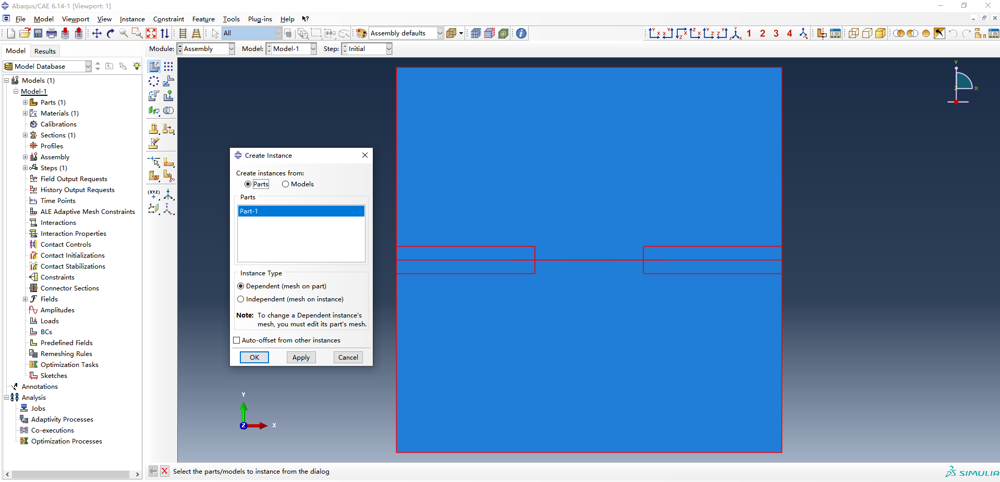 Abaqus/CAE 6.14-1 [Viewport: 1]
File Model Viewport View Instance Constraint Feature Tools Plug-ins Help
All Assembly defaults 1 2 3 4
Model Results
Module: Assembly Model: Model-1 Step: Initial
Model Database
Models (1)
Model-1
Parts (1)
Materials (1)
Calibrations
Sections (1)
Profiles
Assembly
Steps (1)
Field Output Requests
History Output Requests
Time Points
ALE Adaptive Mesh Constraints
Interactions
Interaction Properties
Contact Controls
Contact Initializations
Contact Stabilizations
Constraints
Connector Sections
Fields
Amplitudes
Loads
BCs
Predefined Fields
Remeshing Rules
Optimization Tasks
Sketches
Annotations
Analysis
Jobs
Adaptivity Processes
Co-executions
Optimization Processes
(XYZ)
Create Instance
Create instances from:
Parts Models
Parts
Part-1
Instance Type
Dependent (mesh on part)
Independent (mesh on instance)
Note: To change a Dependent instance's
mesh, you must edit its part's mesh.
Auto-offset from other instances
OK Apply Cancel
Y
Z X
Y
Z X
Select the parts/models to instance from the dialog
SIMULIA